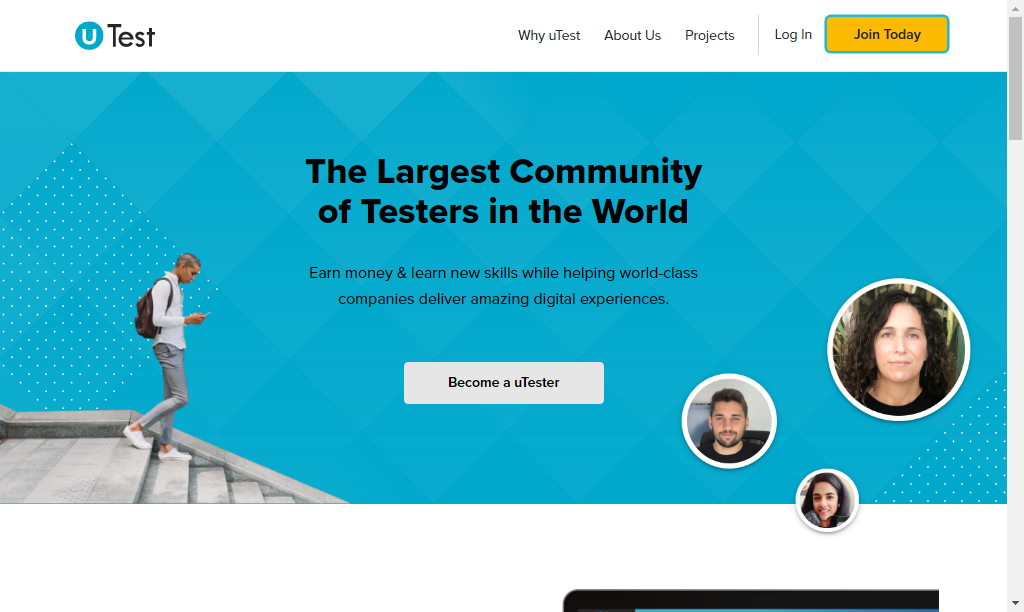 uTest
Why uTest
About Us
Projects
Log In
Join Today
The Largest Community
of Testers in the World
Earn money & learn new skills while helping world-class
companies deliver amazing digital experiences.
Become a uTester